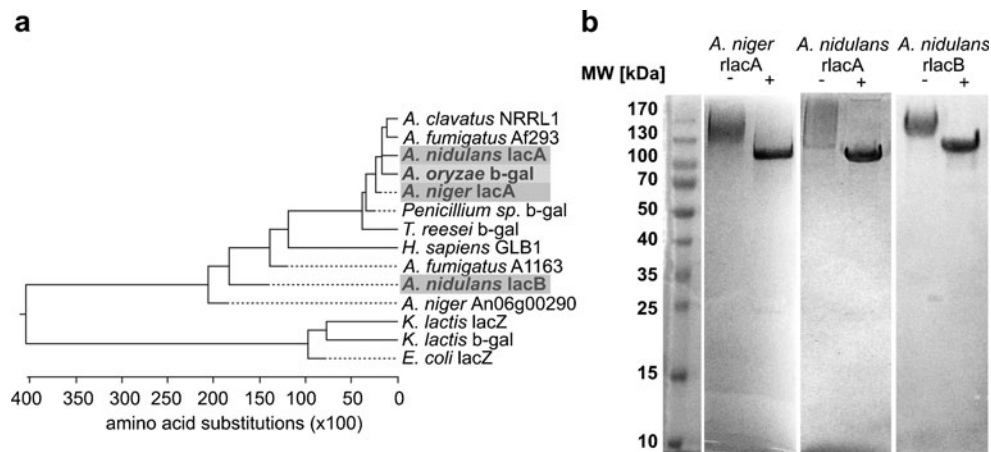 a
A. clavatus NRRL1
A. fumigatus Af293
A. nidulans lacA
A. oryzae b-gal
A. niger lacA
Penicillium sp. b-gal
T. reesei b-gal
H. sapiens GLB1
A. fumigatus A1163
A. nidulans lacB
A. niger An06g00290
K. lactis lacZ
K. lactis b-gal
E. coli lacZ
400 350 300 250 200 150 100 50 0
amino acid substitutions (x100)
b
A. niger A. nidulans A. nidulans
rlacA rlacA rlacB
MW [kDa] - + - + - +
170
130
100
70
50
40
35
25
15
10